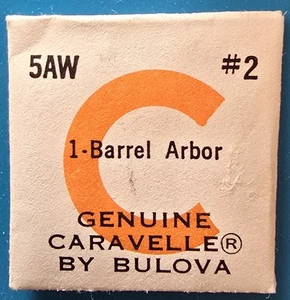 5AW #2
1-Barrel Arbor
GENUINE
CARAVELLE®
BY BULOVA